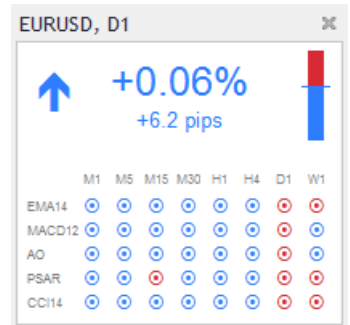 EURUSD, D1
+0.06%
+6.2 pips
M1 M5 M15 M30 H1 H4 D1 W1
EMA14
MACD12
AO
PSAR
CCI14